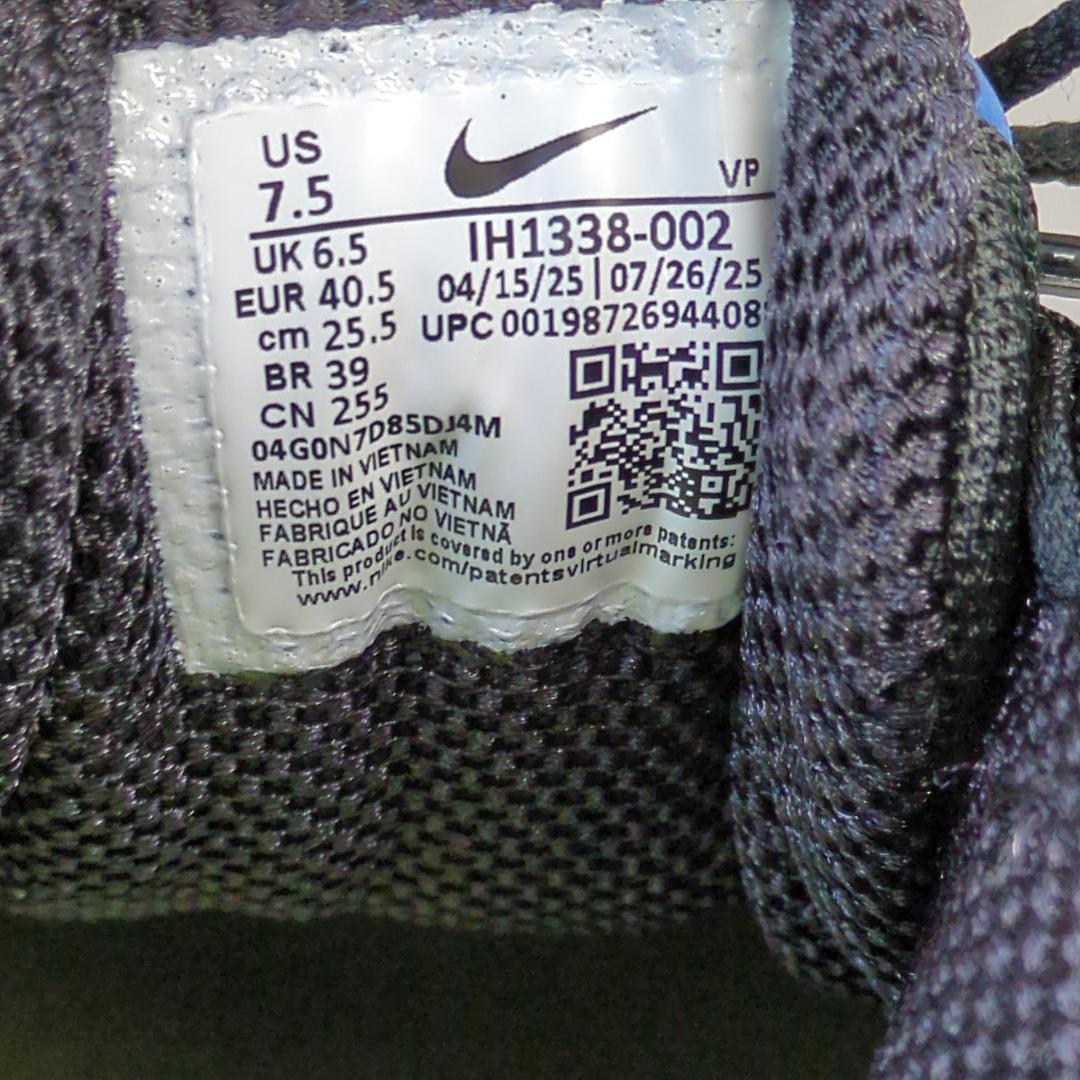 US
7.5
VP
UK 6.5
EUR 40.5
cm 25.5
BR 39
CN 255
IH1338-002
04/15/25 | 07/26/25
UPC 0019872694408
04G0N7D85DJ4M
MADE IN VIETNAM
HECHO EN VIETNAM
FABRIQUE AU VIETNAM
FABRICADO NO VIETNÃ
This product is covered by one or more patents:
www.nike.com/patentsvirtualmarking